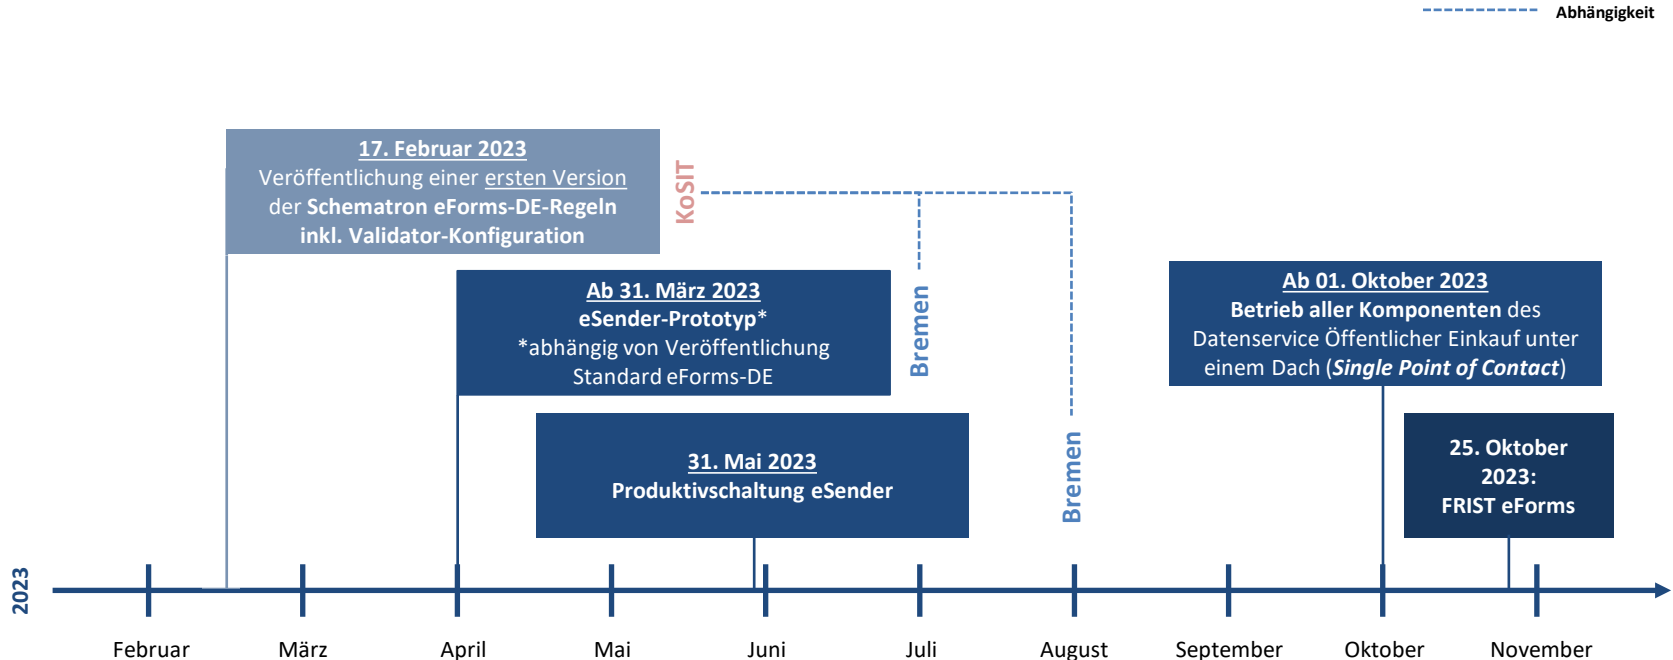 Abhängigkeit
17. Februar 2023
Veröffentlichung einer ersten Version
der Schematron eForms-DE-Regeln
inkl. Validator-Konfiguration
KoSIT
Ab 31. März 2023
eSender-Prototyp*
*abhängig von Veröffentlichung
Standard eForms-DE
Bremen
31. Mai 2023
Produktivschaltung eSender
Bremen
Ab 01. Oktober 2023
Betrieb aller Komponenten des
Datenservice Öffentlicher Einkauf unter
einem Dach (Single Point of Contact)
25. Oktober
2023:
FRIST eForms
2023
Februar
März
April
Mai
Juni
Juli
August
September
Oktober
November